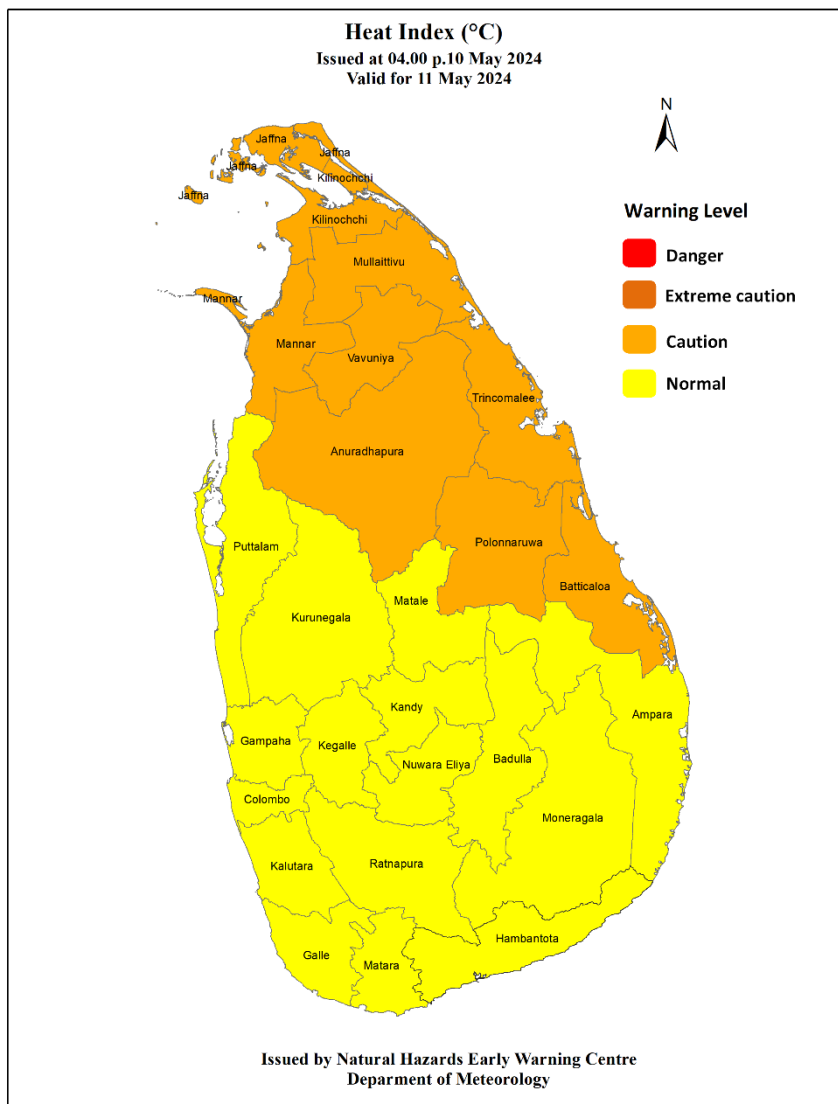 Heat Index (°C)
Issued at 04.00 p.10 May 2024
Valid for 11 May 2024
N
Jaffna
Jaffna
Jaffna
Kilinochchi
Jaffna
Kilinochchi
Mullaittivu
Mannar
Mannar
Vavuniya
Trincomalee
Anuradhapura
Polonnaruwa
Puttalam
Batticaloa
Matale
Kurunegala
Kandy
Ampara
Gampaha
Kegalle
Badulla
Nuwara Eliya
Colombo
Moneragala
Kalutara
Ratnapura
Hambantota
Galle
Matara
Warning Level
Danger
Extreme caution
Caution
Normal
Issued by Natural Hazards Early Warning Centre
Deparment of Meteorology